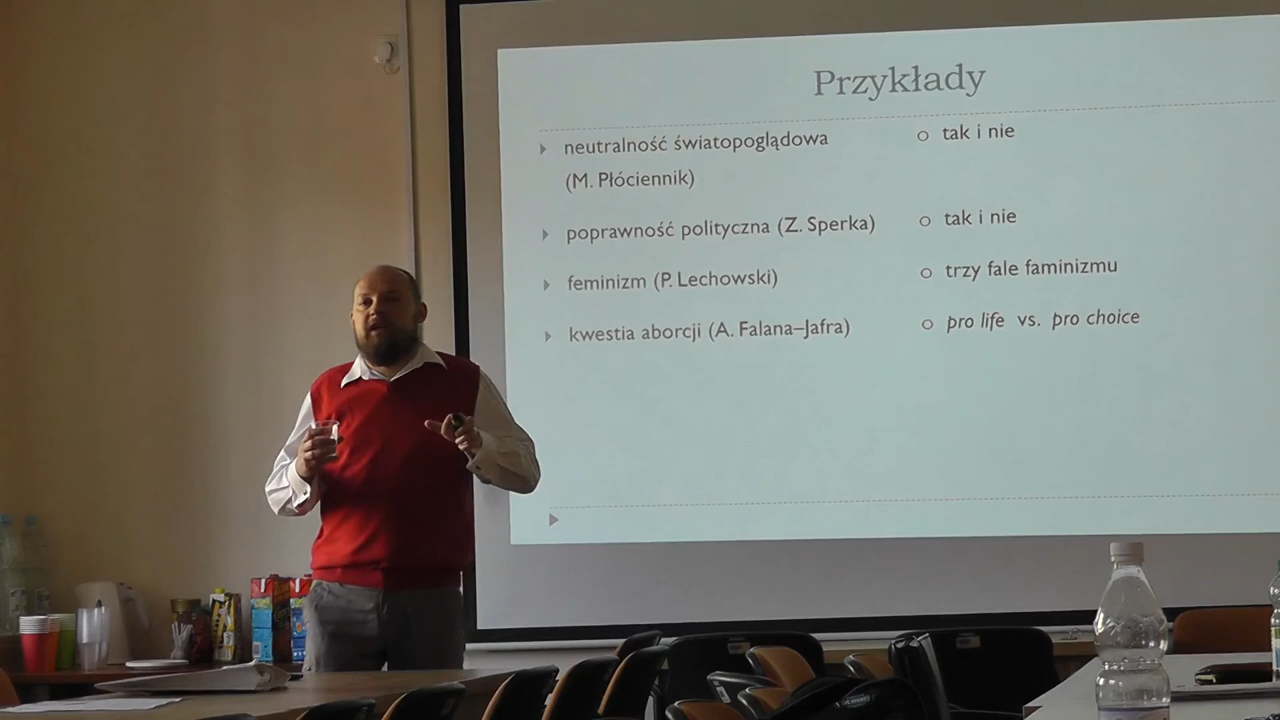 Przykłady
neutralność światopoglądowa
(M. Płóciennik)
tak i nie
poprawność polityczna (Z. Sperka)
tak i nie
feminizm (P. Lechowski)
trzy fale faminizmu
kwestia aborcji (A. Falana–Jafra)
pro life vs. pro choice